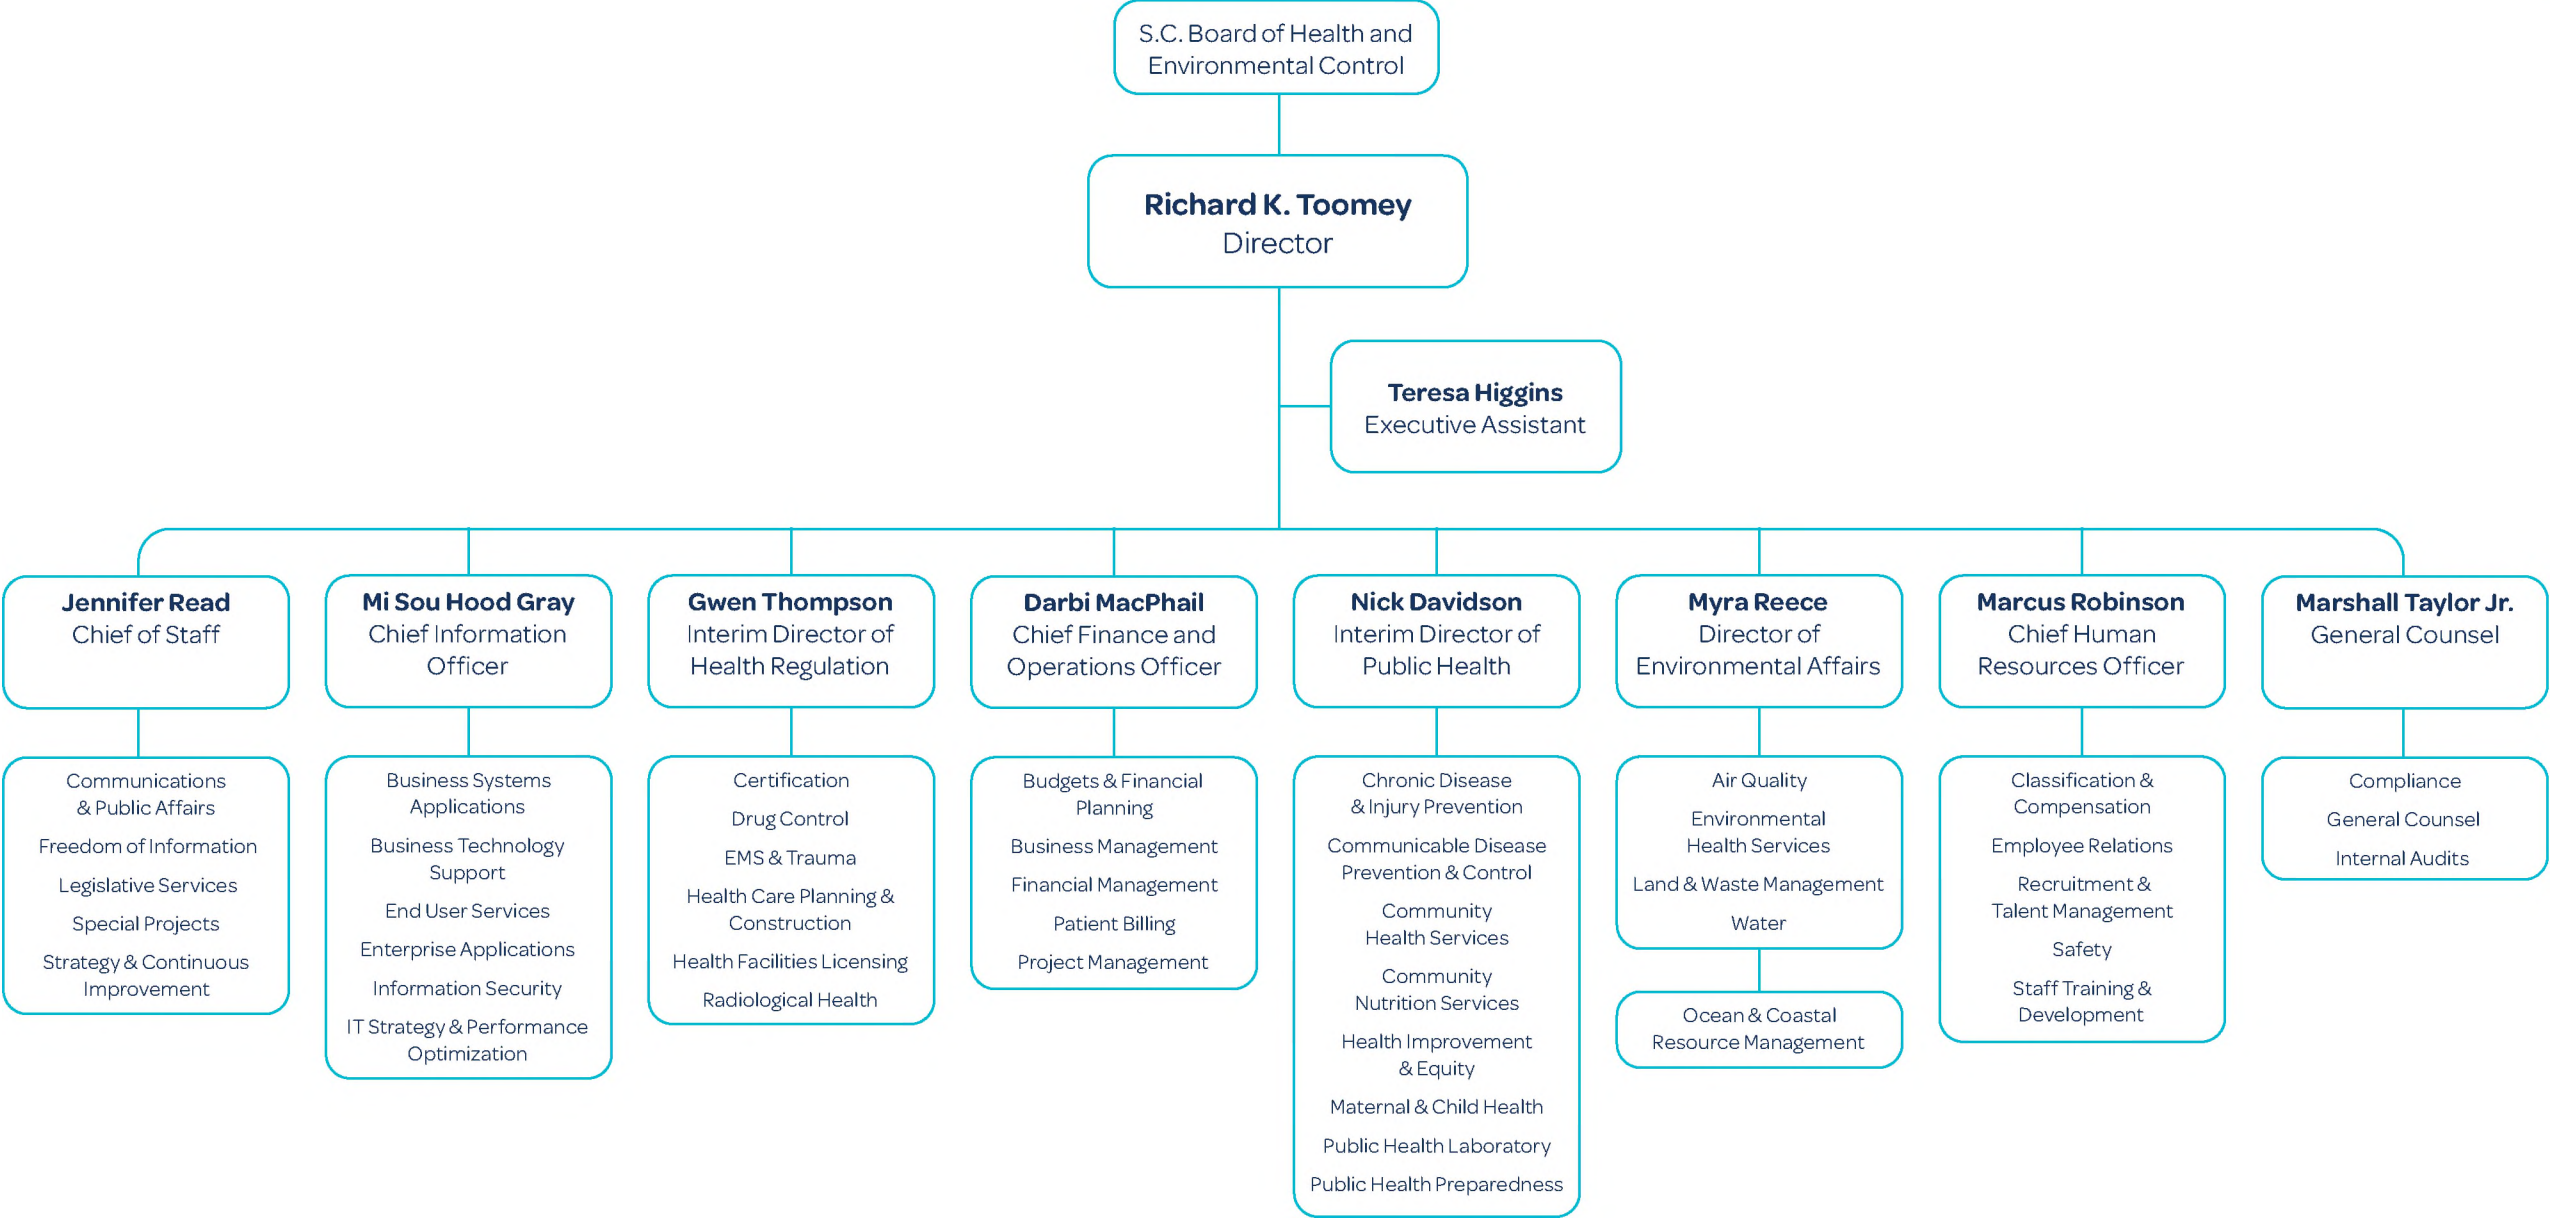 S.C. Board of Health and
Environmental Control
Richard K. Toomey
Director
Teresa Higgins
Executive Assistant
Jennifer Read
Chief of Staff
Communications
& Public Affairs
Freedom of Information
Legislative Services
Special Projects
Strategy & Continuous
Improvement
Mi Sou Hood Gray
Chief Information
Officer
Business Systems
Applications
Business Technology
Support
End User Services
Enterprise Applications
Information Security
IT Strategy & Performance
Optimization
Gwen Thompson
Interim Director of
Health Regulation
Certification
Drug Control
EMS & Trauma
Health Care Planning &
Construction
Health Facilities Licensing
Radiological Health
Darbi MacPhail
Chief Finance and
Operations Officer
Budgets & Financial
Planning
Business Management
Financial Management
Patient Billing
Project Management
Nick Davidson
Interim Director of
Public Health
Chronic Disease
& Injury Prevention
Communicable Disease
Prevention & Control
Community
Health Services
Community
Nutrition Services
Health Improvement
& Equity
Maternal & Child Health
Public Health Laboratory
Public Health Preparedness
Myra Reece
Director of
Environmental Affairs
Air Quality
Environmental
Health Services
Land & Waste Management
Water
Ocean & Coastal
Resource Management
Marcus Robinson
Chief Human
Resources Officer
Classification &
Compensation
Employee Relations
Recruitment &
Talent Management
Safety
Staff Training &
Development
Marshall Taylor Jr.
General Counsel
Compliance
General Counsel
Internal Audits